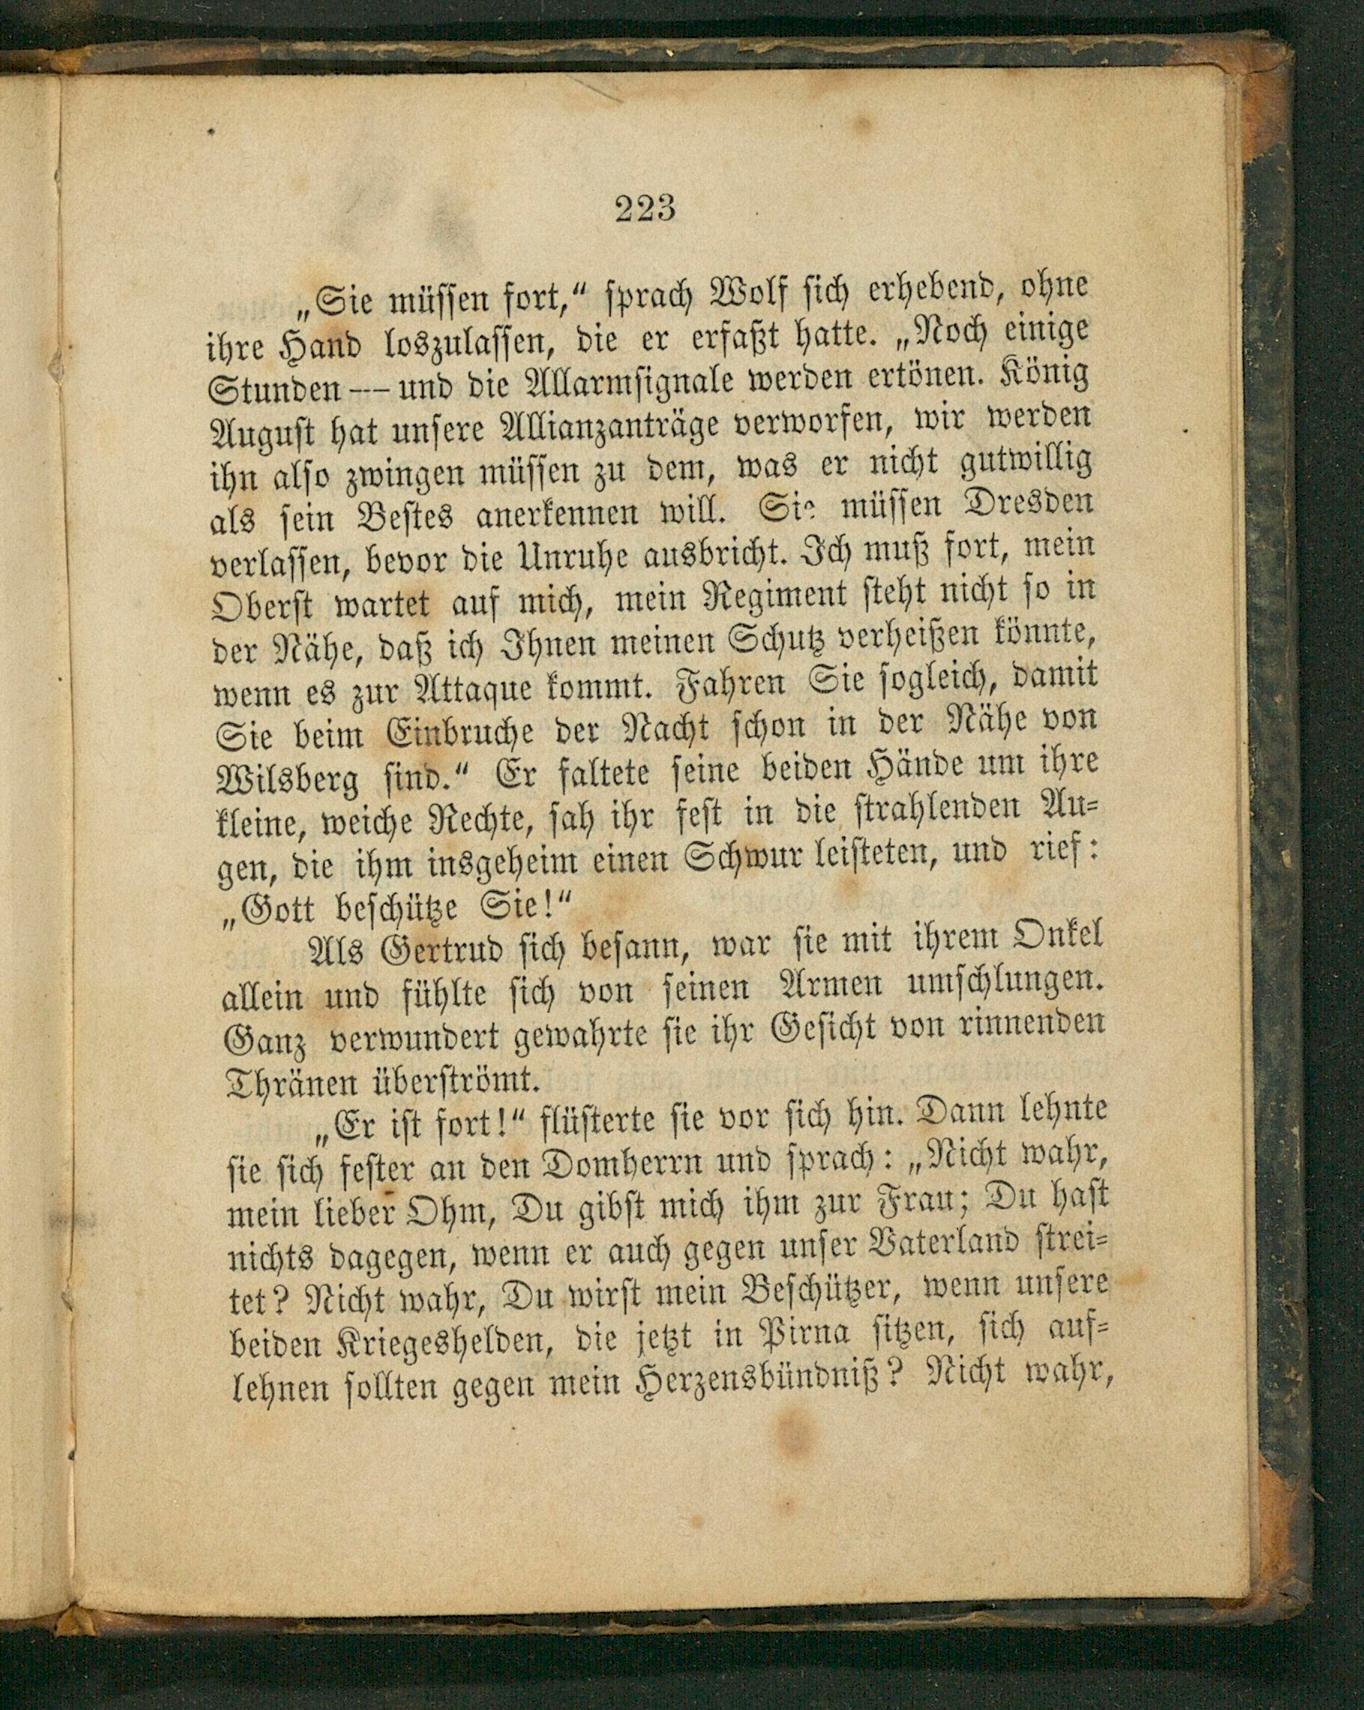 223
„Sie müssen fort,“ sprach Wolf sich erhebend, ohne
ihre Hand loszulassen, die er erfaßt hatte. „Noch einige
Stunden — und die Allarmsignale werden ertönen. König
August hat unsere Allianzanträge verworfen, wir werden
ihn also zwingen müssen zu dem, was er nicht gutwillig
als sein Bestes anerkennen will. Sie müssen Dresden
verlassen, bevor die Unruhe ausbricht. Ich muß fort, mein
Oberst wartet auf mich, mein Regiment steht nicht so in
der Nähe, daß ich Ihnen meinen Schutz verheißen könnte,
wenn es zur Attaque kommt. Fahren Sie sogleich, damit
Sie beim Einbruche der Nacht schon in der Nähe von
Wilsberg sind.“ Er faltete seine beiden Hände um ihre
kleine, weiche Rechte, sah ihr fest in die strahlenden Au-
gen, die ihm insgeheim einen Schwur leisteten, und rief:
„Gott beschütze Sie!“
Als Gertrud sich besann, war sie mit ihrem Onkel
allein und fühlte sich von seinen Armen umschlungen.
Ganz verwundert gewahrte sie ihr Gesicht von rinnenden
Thränen überströmt.
„Er ist fort!“ flüsterte sie vor sich hin. Dann lehnte
sie sich fester an den Domherrn und sprach: „Nicht wahr,
mein lieber Ohm, Du gibst mich ihm zur Frau; Du hast
nichts dagegen, wenn er auch gegen unser Vaterland strei-
tet? Nicht wahr, Du wirst mein Beschützer, wenn unsere
beiden Kriegeshelden, die jetzt in Pirna sitzen, sich auf-
lehnen sollten gegen mein Herzensbündniß? Nicht wahr,